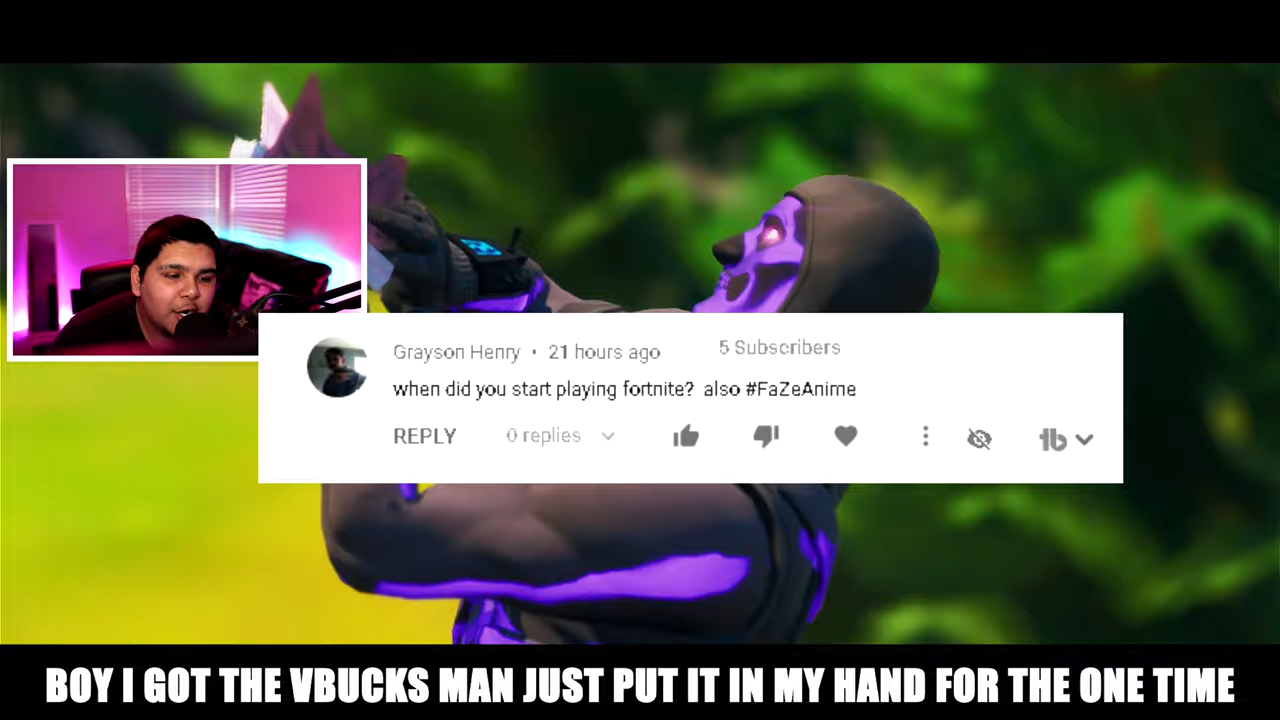 Grayson Henry • 21 hours ago 5 Subscribers
when did you start playing fortnite? also #FaZeAnime
REPLY 0 replies
BOY I GOT THE VBUCKS MAN JUST PUT IT IN MY HAND FOR THE ONE TIME